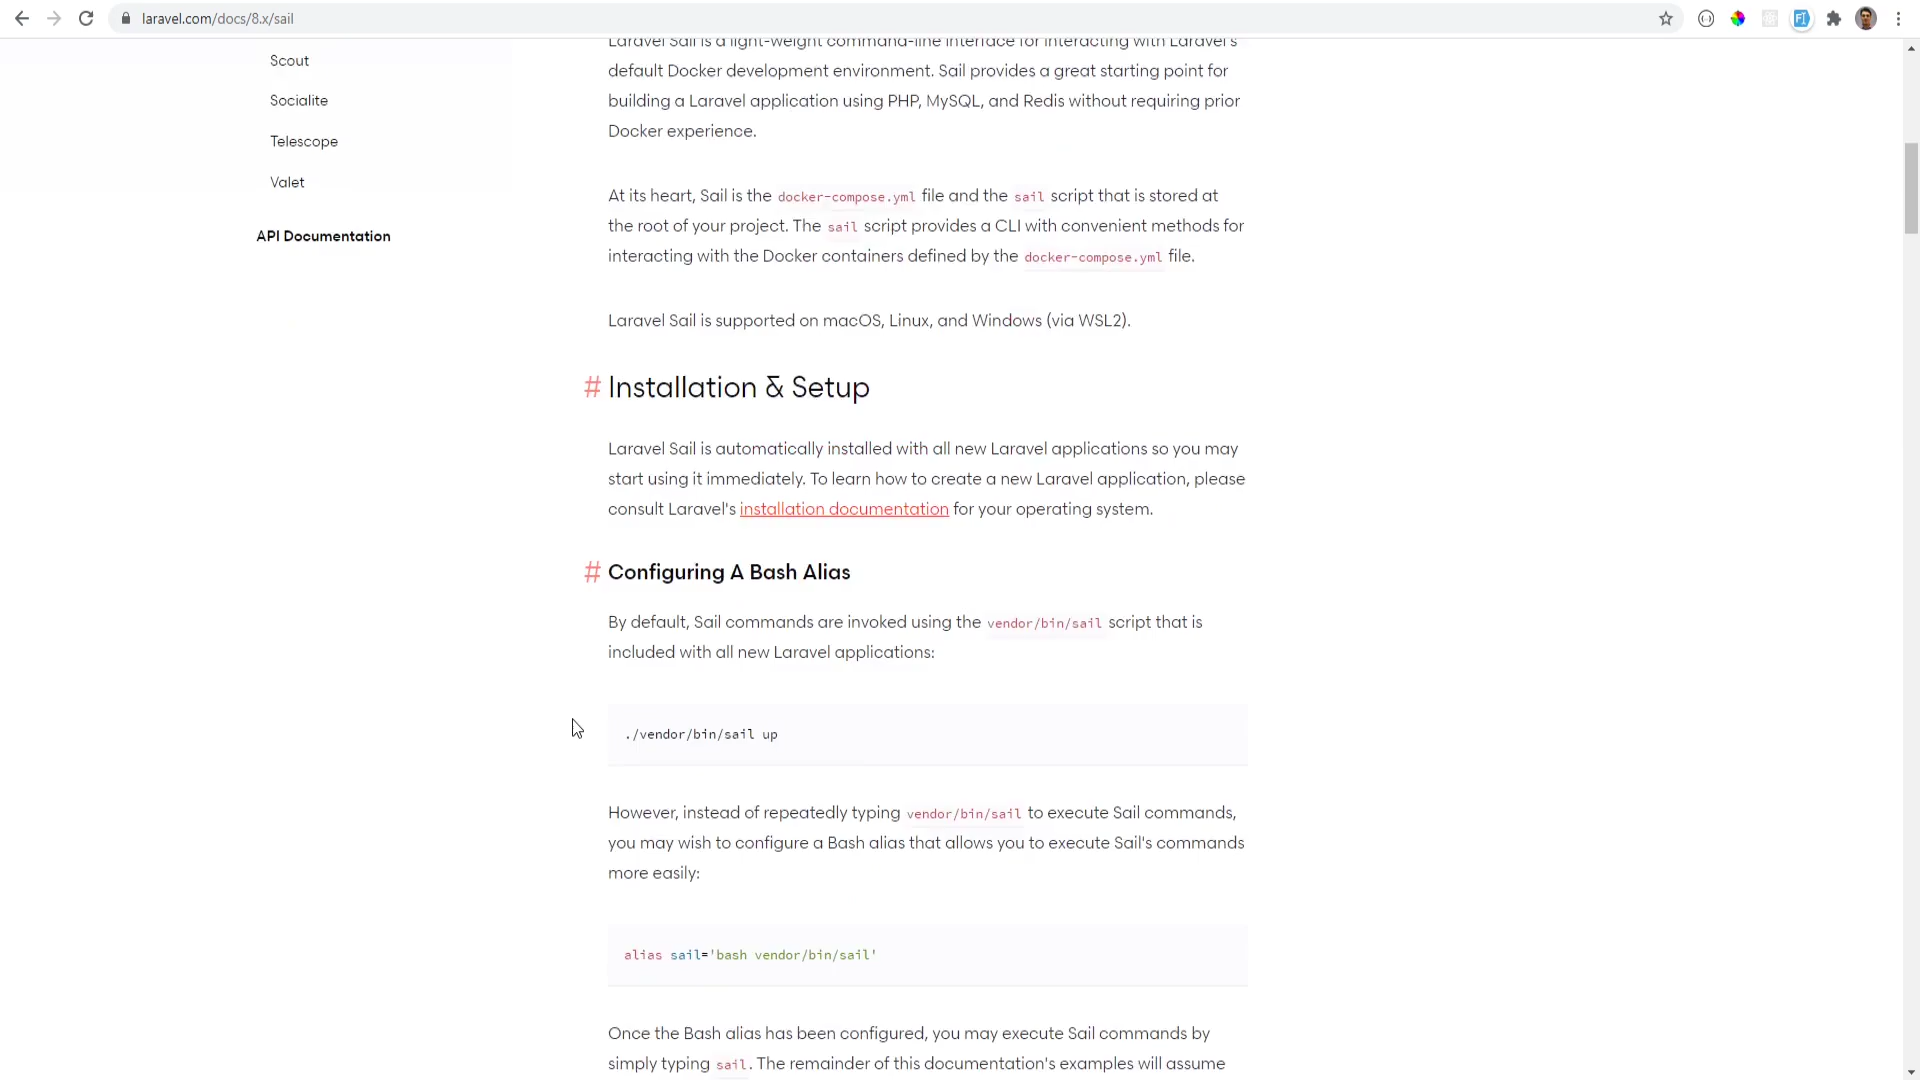 laravel.com/docs/8.x/sail
Scout
Socialite
Telescope
Valet
API Documentation
Laravel Sail is a light-weight command-line interface for interacting with Laravel's
default Docker development environment. Sail provides a great starting point for
building a Laravel application using PHP, MySQL, and Redis without requiring prior
Docker experience.
At its heart, Sail is the docker-compose.yml file and the sail script that is stored at
the root of your project. The sail script provides a CLI with convenient methods for
interacting with the Docker containers defined by the docker-compose.yml file.
Laravel Sail is supported on macOS, Linux, and Windows (via WSL2).
# Installation & Setup
Laravel Sail is automatically installed with all new Laravel applications so you may
start using it immediately. To learn how to create a new Laravel application, please
consult Laravel's installation documentation for your operating system.
# Configuring A Bash Alias
By default, Sail commands are invoked using the vendor/bin/sail script that is
included with all new Laravel applications:
./vendor/bin/sail up
However, instead of repeatedly typing vendor/bin/sail to execute Sail commands,
you may wish to configure a Bash alias that allows you to execute Sail's commands
more easily:
alias sail='bash vendor/bin/sail'
Once the Bash alias has been configured, you may execute Sail commands by
simply typing sail. The remainder of this documentation's examples will assume